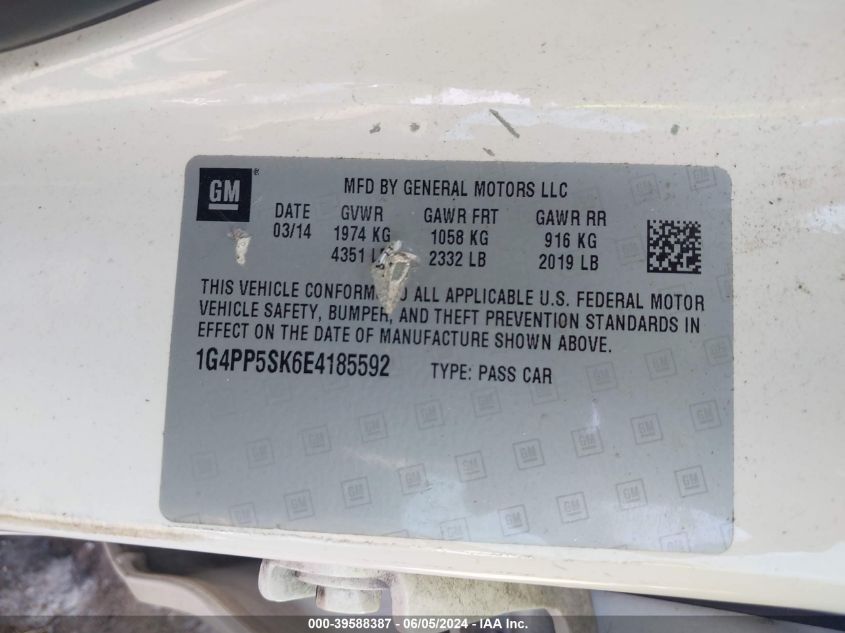 GM ®
MFD BY GENERAL MOTORS LLC
DATE GVWR GAWR FRT GAWR RR
03/14 1974 KG 1058 KG 916 KG
4351 2332 LB 2019 LB
THIS VEHICLE ALL APPLICABLE U.S. FEDERAL MOTOR
VEHICLE SAFETY, BUMPER, AND THEFT PREVENTION STANDARDS IN
EFFECT ON THE DATE OF MANUFACTURE SHOWN ABOVE.
1G4PP5SK6E4185592 TYPE: PASS CAR
000-39588387 - 06/05/2024 - IAA Inc.